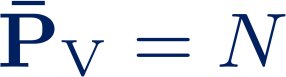 P̄_V = N